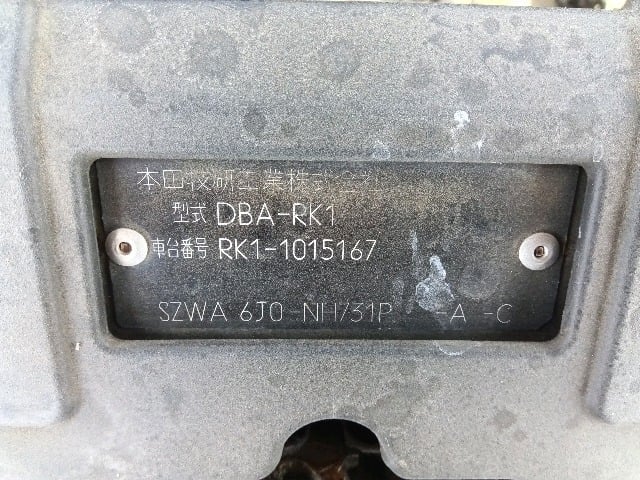 本田技研工業株式会社
型式 DBA-RK1
車台番号 RK1-1015167
SZWA 6J0 NH731P -A -C